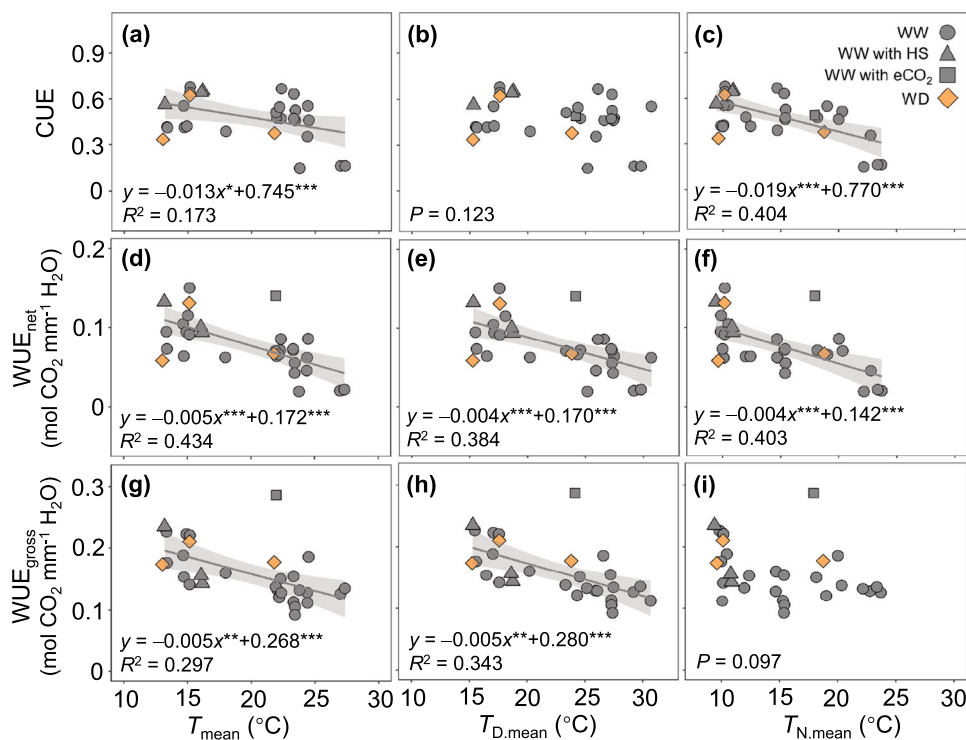 (a)
(b)
(c)
WW
WW with HS
WW with eCO₂
WD
CUE
0.9
0.6
0.3
0
y = −0.013x*+0.745***
R² = 0.173
P = 0.123
y = −0.019x***+0.770***
R² = 0.404
(d)
(e)
(f)
WUEnet
(mol CO₂ mm⁻¹ H₂O)
0.2
0.1
0
y = −0.005x***+0.172***
R² = 0.434
y = −0.004x***+0.170***
R² = 0.384
y = −0.004x***+0.142***
R² = 0.403
(g)
(h)
(i)
WUEgross
(mol CO₂ mm⁻¹ H₂O)
0.3
0.2
0.1
0
y = −0.005x**+0.268***
R² = 0.297
y = −0.005x**+0.280***
R² = 0.343
P = 0.097
10 15 20 25 30
10 15 20 25 30
10 15 20 25 30
Tmean (°C)
TD.mean (°C)
TN.mean (°C)